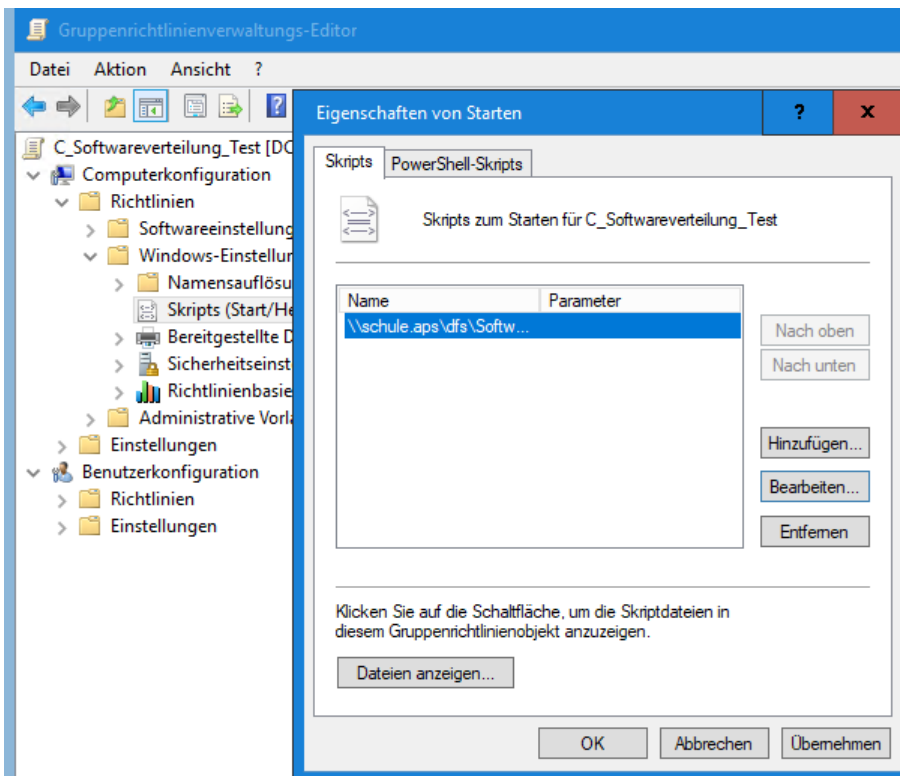 Gruppenrichtlinienverwaltungs-Editor
Datei Aktion Ansicht ?
?
C_Softwareverteilung_Test [DC
Computerkonfiguration
Richtlinien
Softwareeinstellung
Windows-Einstellur
Namensauflösu
Skripts (Start/He
Bereitgestellte D
Sicherheitseinst
Richtlinienbasie
Administrative Vorla
Einstellungen
Benutzerkonfiguration
Richtlinien
Einstellungen
Eigenschaften von Starten ? x
Skripts PowerShell-Skripts
Skripts zum Starten für C_Softwareverteilung_Test
Name Parameter
\\schule.aps\dfs\Softw...
Nach oben
Nach unten
Hinzufügen...
Bearbeiten...
Entfernen
Klicken Sie auf die Schaltfläche, um die Skriptdateien in
diesem Gruppenrichtlinienobjekt anzuzeigen.
Dateien anzeigen...
OK Abbrechen Übernehmen